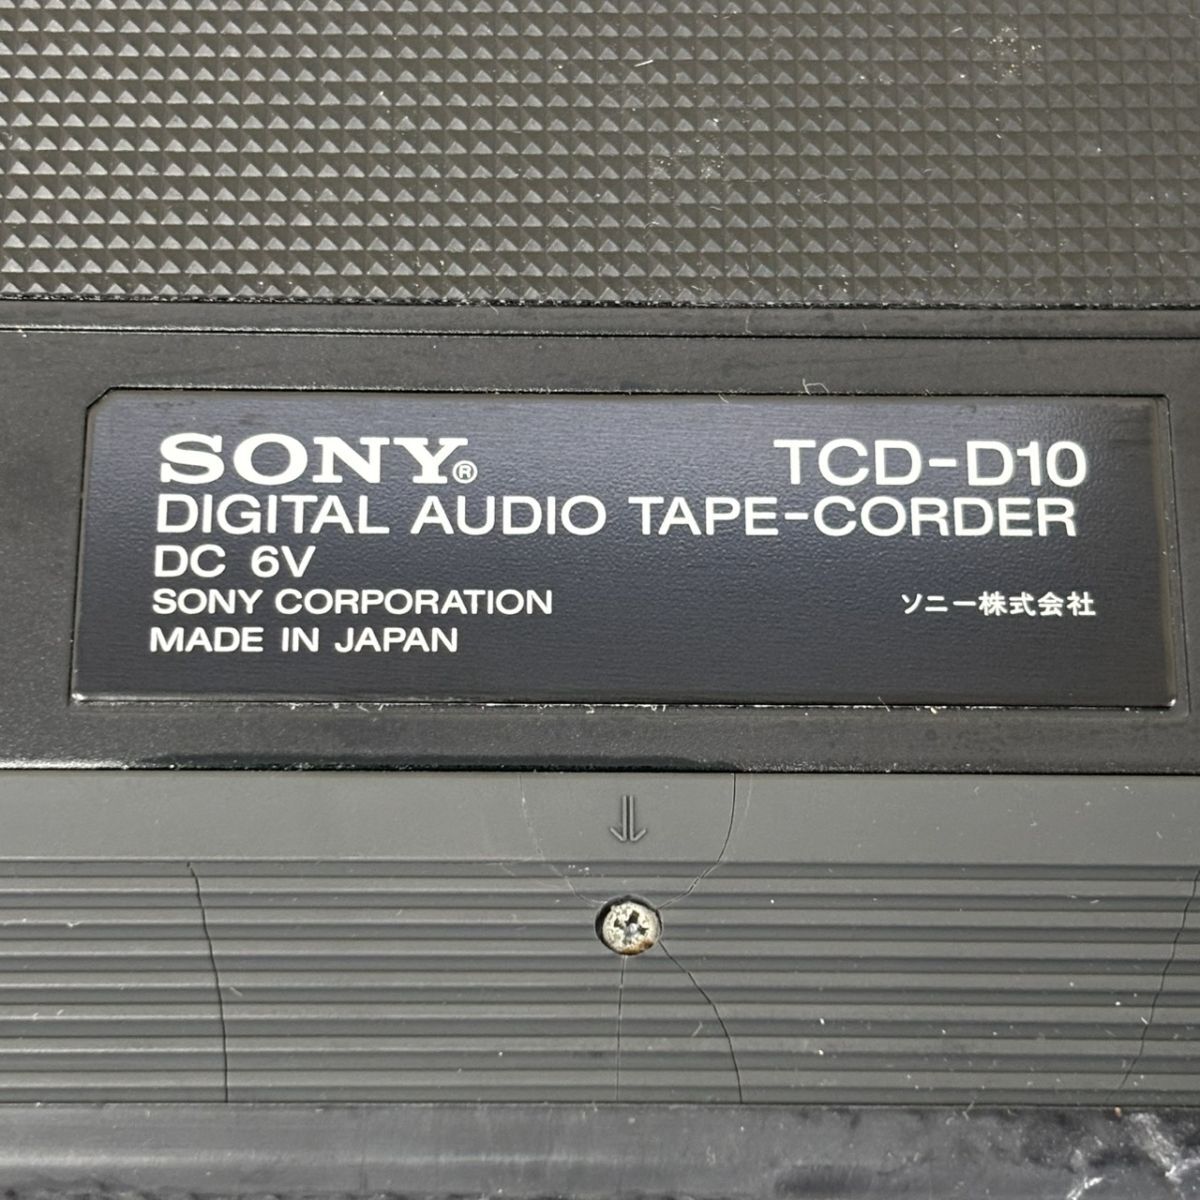 SONY® TCD-D10
DIGITAL AUDIO TAPE-CORDER
DC 6V
SONY CORPORATION ソニー株式会社
MADE IN JAPAN